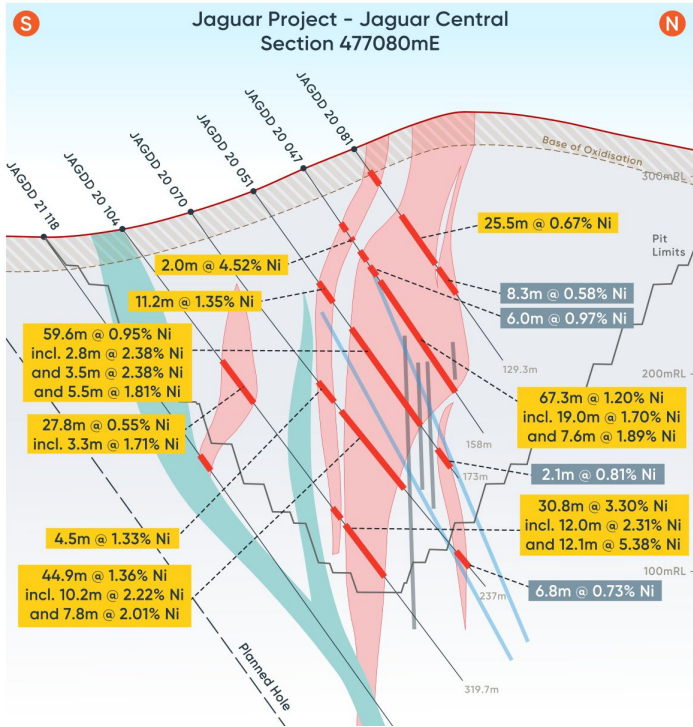 S
Jaguar Project - Jaguar Central
Section 477080mE
N
JAGDD 20 081
JAGDD 20 047
JAGDD 20 051
JAGDD 20 070
JAGDD 20 104
JAGDD 21 118
Base of Oxidisation
300mRL
25.5m @ 0.67% Ni
Pit
Limits
2.0m @ 4.52% Ni
8.3m @ 0.58% Ni
11.2m @ 1.35% Ni
6.0m @ 0.97% Ni
59.6m @ 0.95% Ni
incl. 2.8m @ 2.38% Ni
and 3.5m @ 2.38% Ni
and 5.5m @ 1.81% Ni
129.3m
200mRL
67.3m @ 1.20% Ni
incl. 19.0m @ 1.70% Ni
and 7.6m @ 1.89% Ni
27.8m @ 0.55% Ni
incl. 3.3m @ 1.71% Ni
158m
173m
2.1m @ 0.81% Ni
30.8m @ 3.30% Ni
incl. 12.0m @ 2.31% Ni
and 12.1m @ 5.38% Ni
4.5m @ 1.33% Ni
44.9m @ 1.36% Ni
incl. 10.2m @ 2.22% Ni
and 7.8m @ 2.01% Ni
100mRL
6.8m @ 0.73% Ni
237m
Planned Hole
319.7m